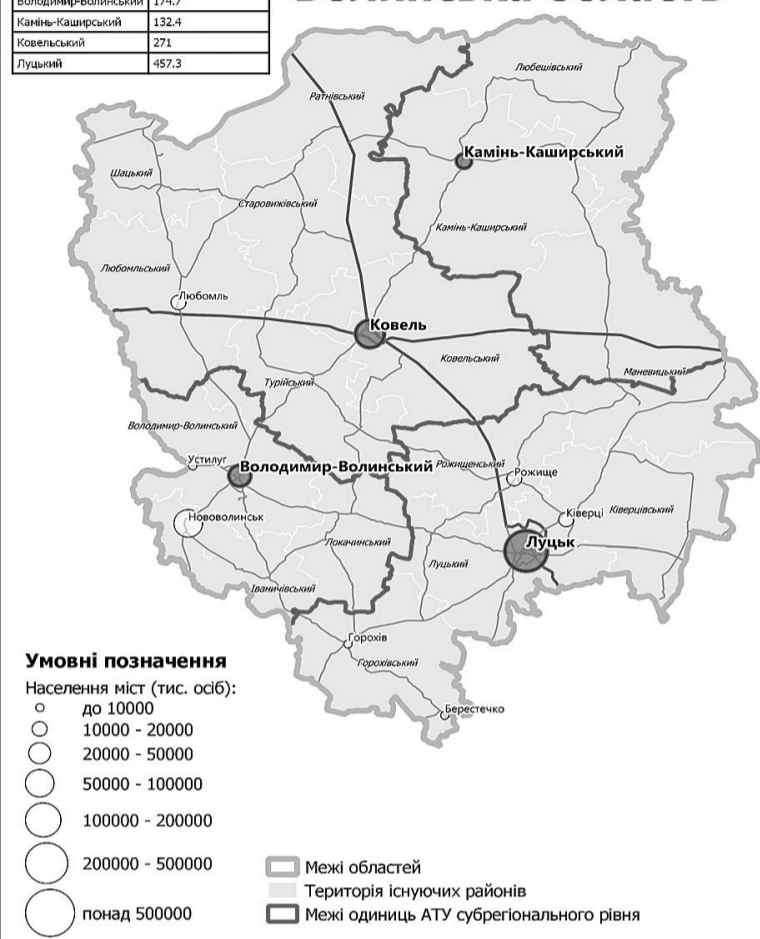 Володимир-Волинський 174.7
Камінь-Каширський 132.4
Ковельський 271
Луцький 457.3
Любешівський
Ратнівський
Камінь-Каширський
Шацький
Старовижівський
Камінь-Каширський
Любомльський
Любомль
Ковель
Ковельський
Маневицький
Турійський
Володимир-Волинський
Устилуг
Володимир-Волинський
Рожищенський
Рожище
Нововолинськ
Ківерці
Ківерцівський
Локачинський
Луцьк
Луцький
Іваничівський
Горохів
Горохівський
Берестечко
Умовні позначення
Населення міст (тис. осіб):
до 10000
10000 - 20000
20000 - 50000
50000 - 100000
100000 - 200000
200000 - 500000
понад 500000
Межі областей
Територія існуючих районів
Межі одиниць АТУ субрегіонального рівня